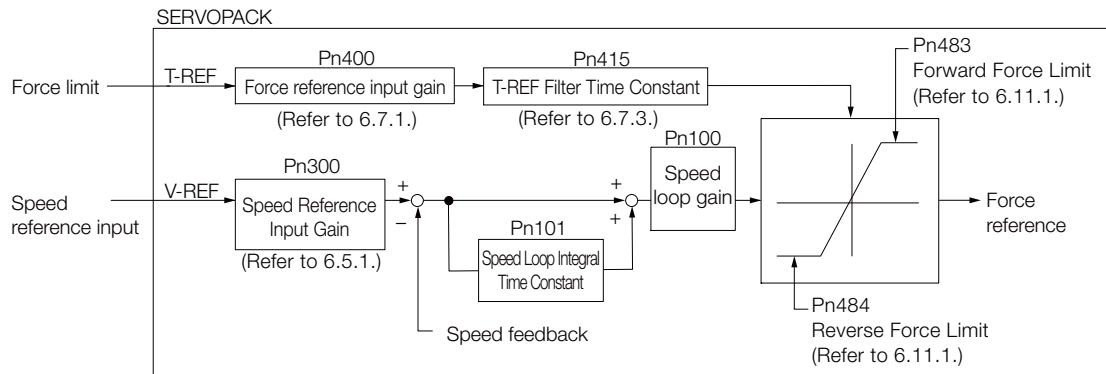 SERVOPACK
Force limit
T-REF
Pn400
Force reference input gain
(Refer to 6.7.1.)
Pn415
T-REF Filter Time Constant
(Refer to 6.7.3.)
Pn483
Forward Force Limit
(Refer to 6.11.1.)
Speed
reference input
V-REF
Pn300
Speed Reference
Input Gain
(Refer to 6.5.1.)
+
−
Speed feedback
Pn101
Speed Loop Integral
Time Constant
+
+
Pn100
Speed
loop gain
Force
reference
Pn484
Reverse Force Limit
(Refer to 6.11.1.)